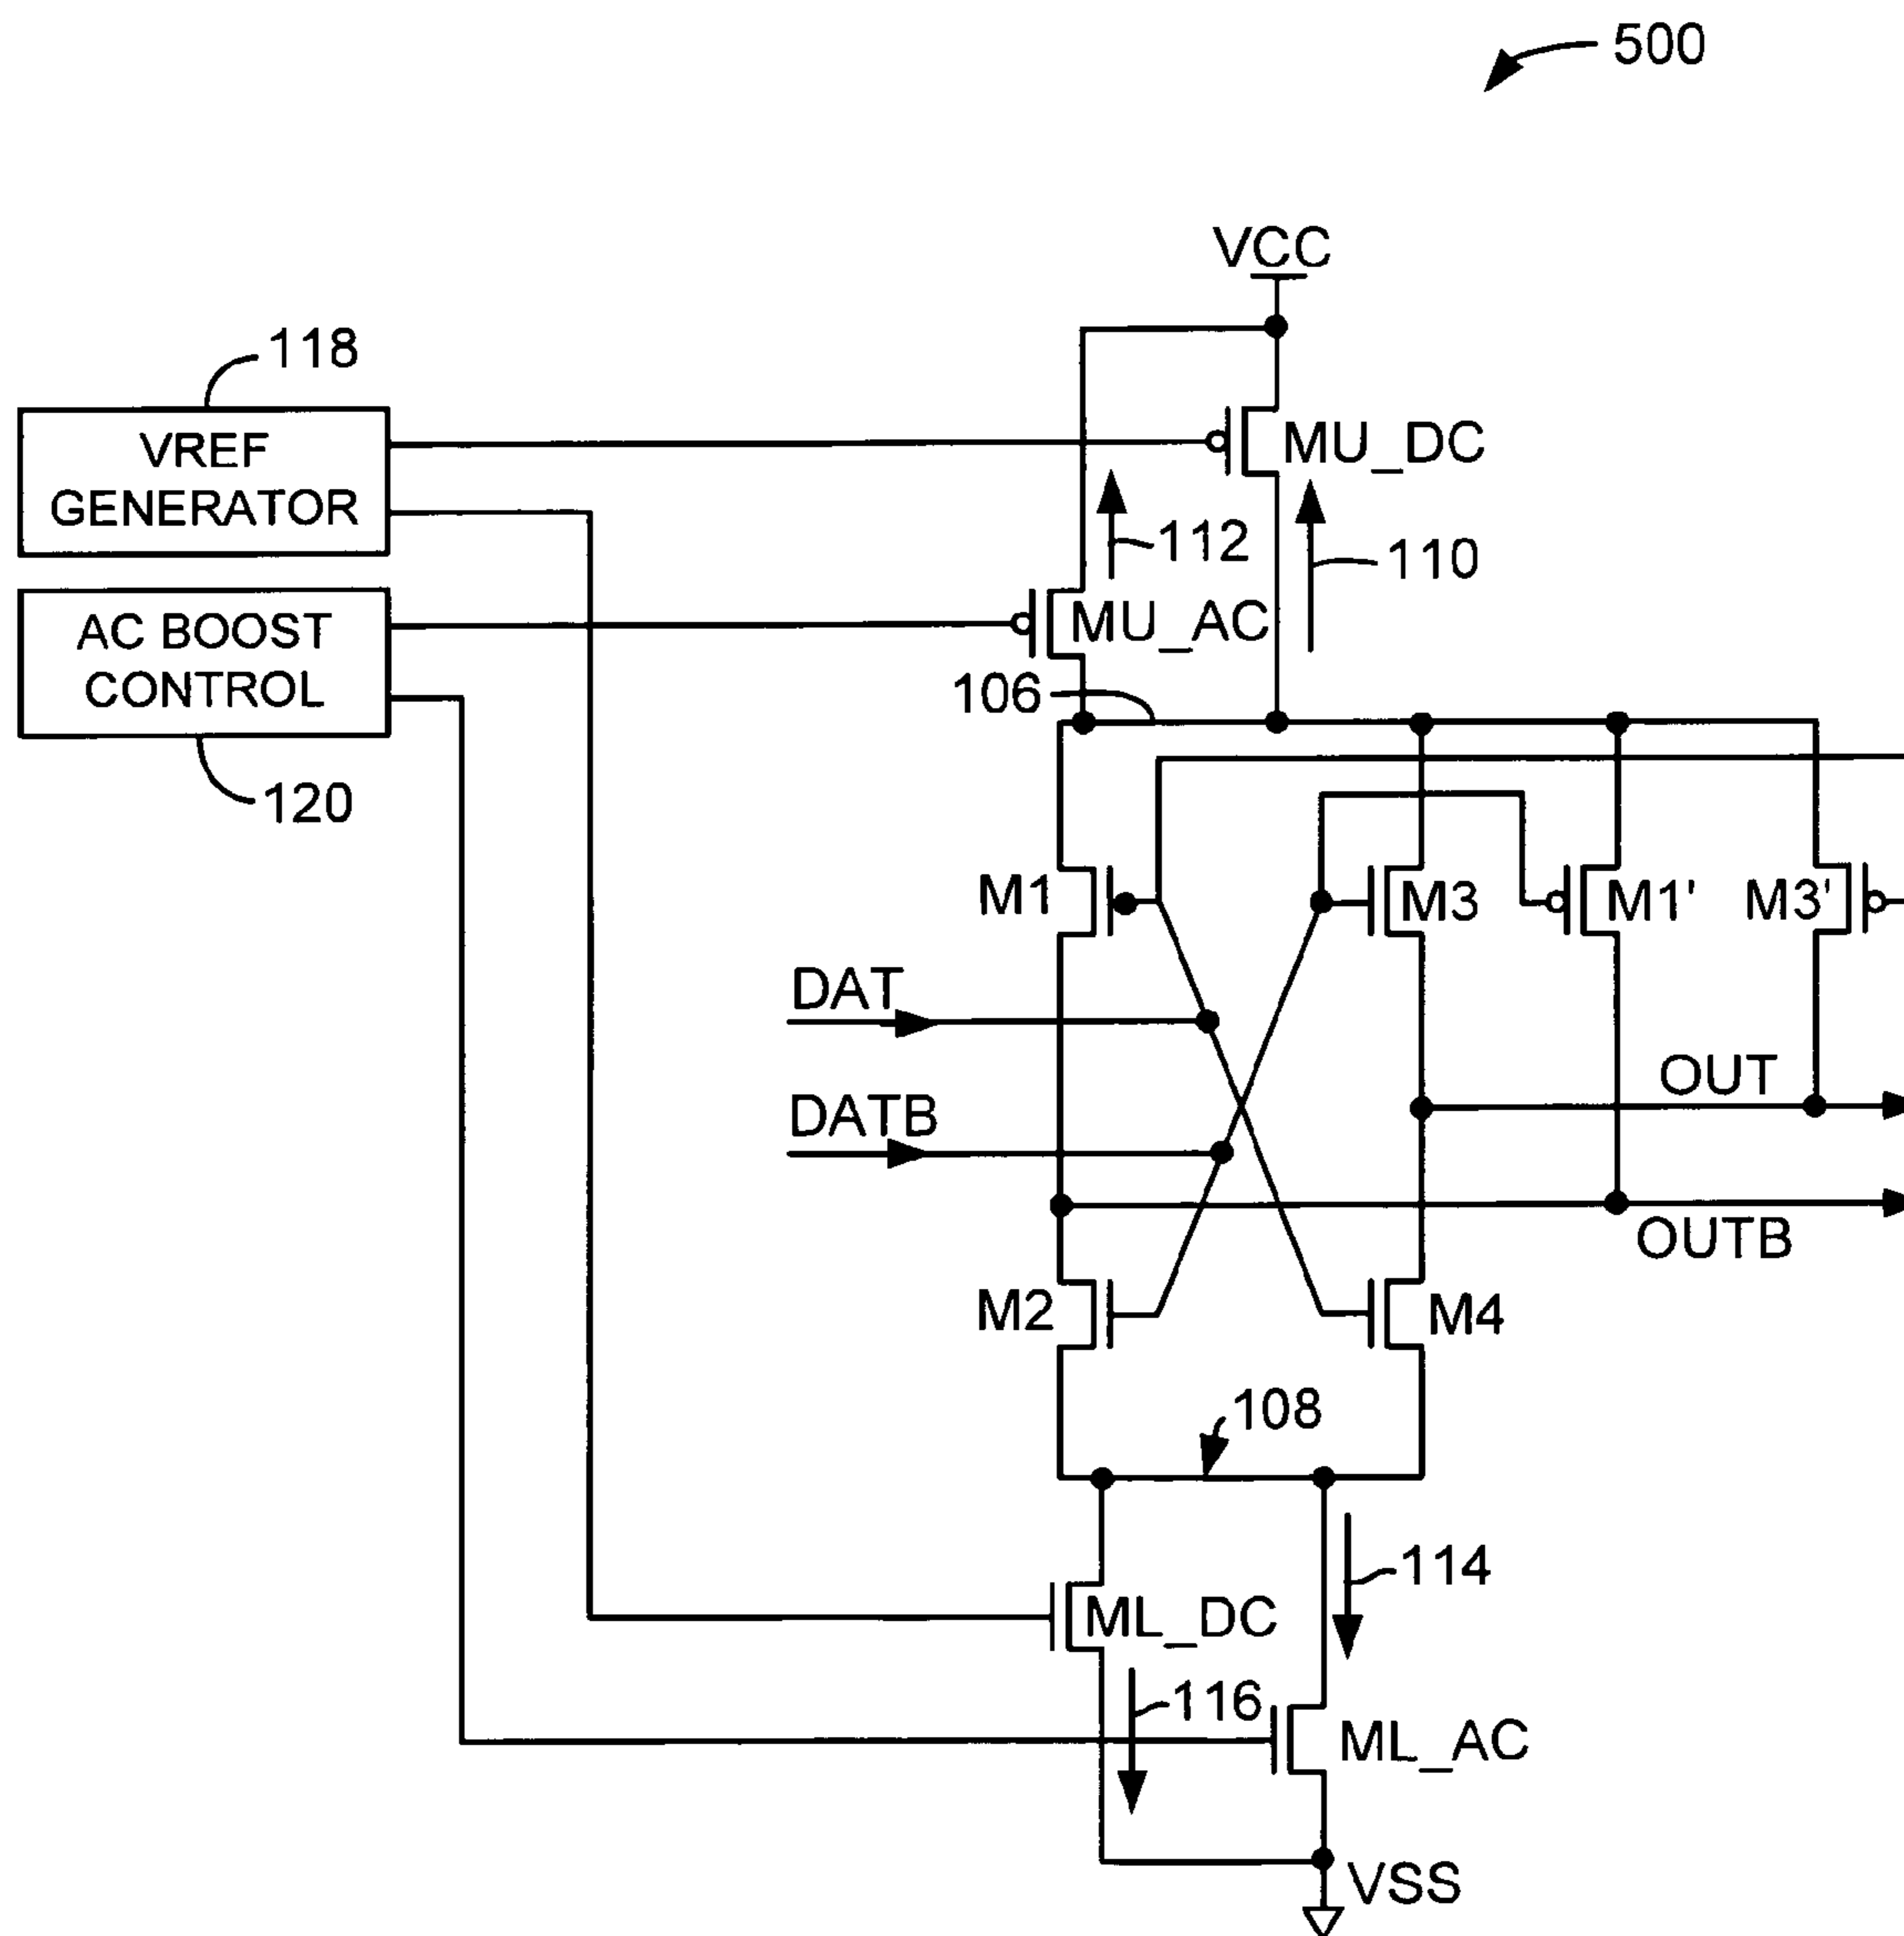 500
VCC
118
VREF
GENERATOR
MU_DC
112
110
AC BOOST
CONTROL
MU_AC
106
120
M1
M3
M1'
M3'
DAT
OUT
DATB
OUTB
M2
M4
108
114
ML_DC
116
ML_AC
VSS